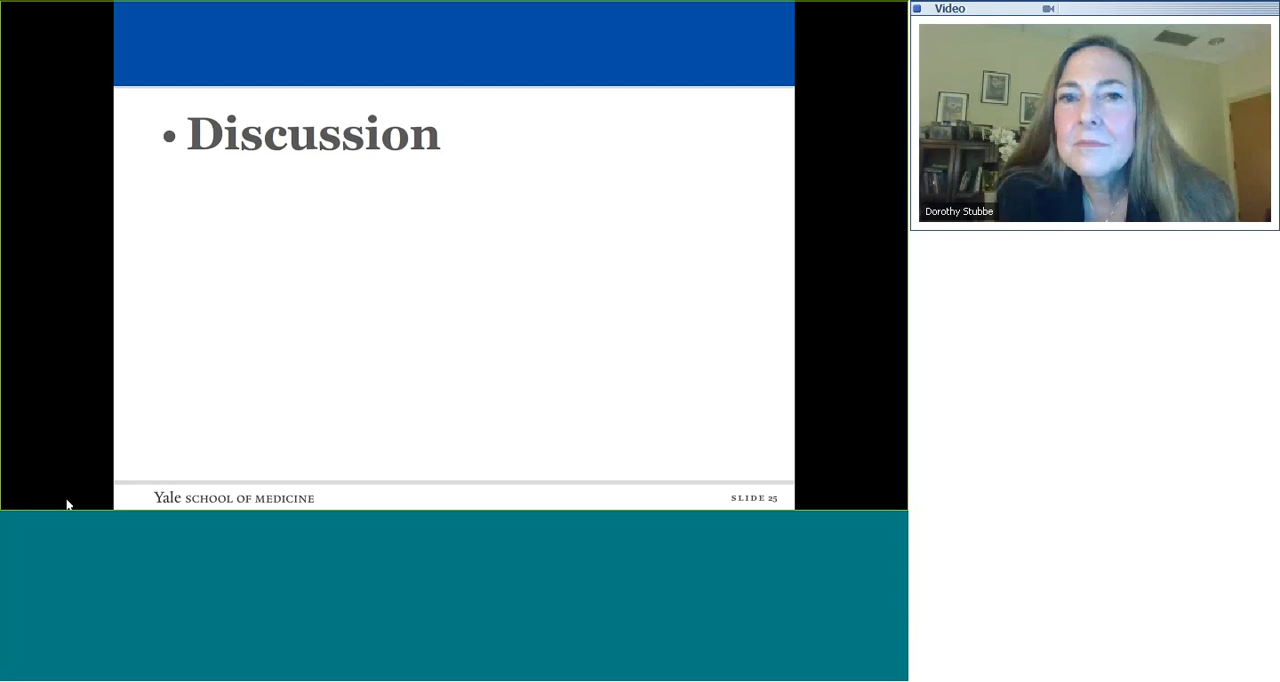 • Discussion
Yale SCHOOL OF MEDICINE
SLIDE 25
Video
Dorothy Stubbe